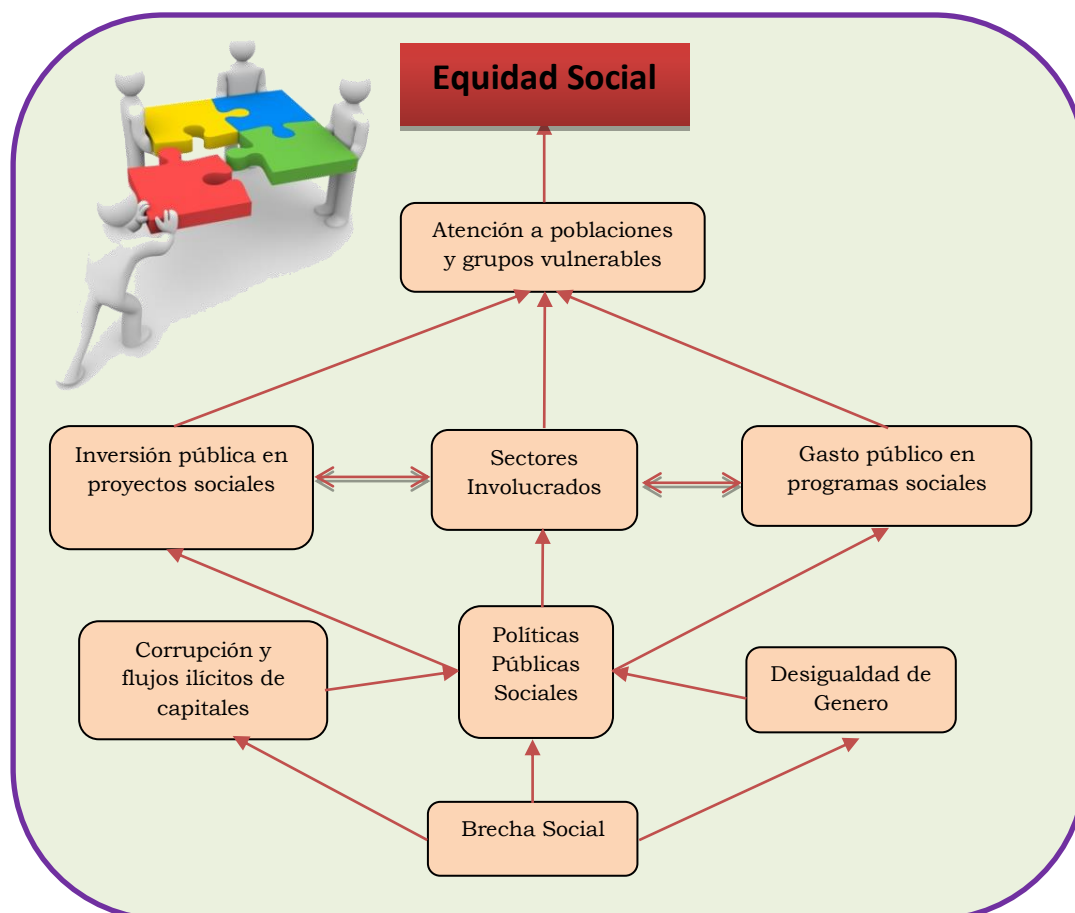 Equidad Social
Atención a poblaciones
y grupos vulnerables
Inversión pública en
proyectos sociales
Sectores
Involucrados
Gasto público en
programas sociales
Corrupción y
flujos ilícitos de
capitales
Políticas
Públicas
Sociales
Desigualdad de
Genero
Brecha Social